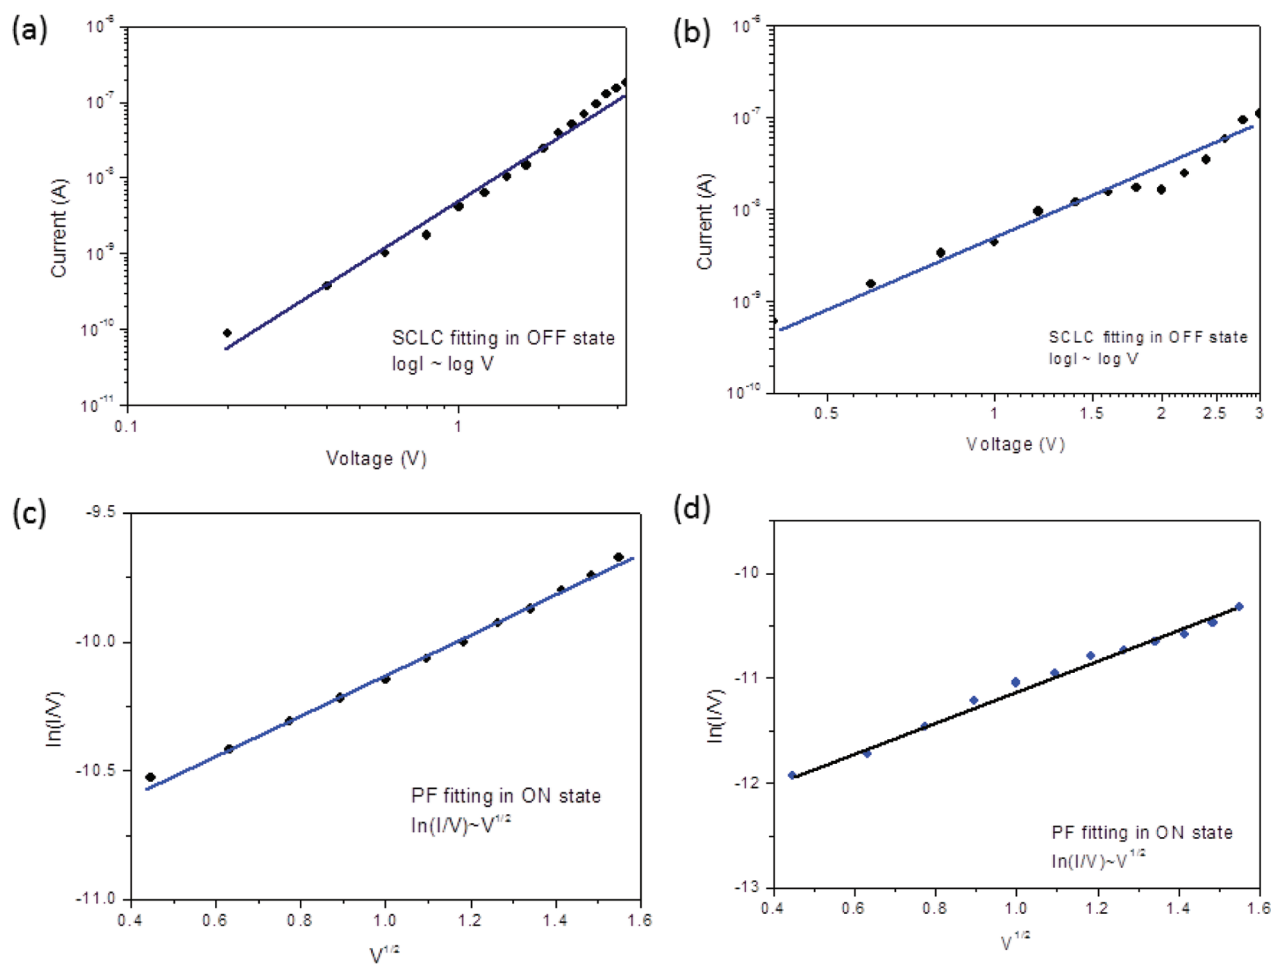 (a)
10⁻⁶
10⁻⁷
10⁻⁸
10⁻⁹
10⁻¹⁰
10⁻¹¹
Current (A)
SCLC fitting in OFF state
logI ~ log V
0.1
1
Voltage (V)
(b)
10⁻⁶
10⁻⁷
10⁻⁸
10⁻⁹
10⁻¹⁰
Current (A)
SCLC fitting in OFF state
logI ~ log V
0.5
1
1.5
2
2.5
3
Voltage (V)
(c)
-9.5
-10.0
-10.5
-11.0
ln(I/V)
PF fitting in ON state
ln(I/V)~V¹/²
0.4
0.6
0.8
1.0
1.2
1.4
1.6
V¹/²
(d)
-10
-11
-12
-13
ln(I/V)
PF fitting in ON state
ln(I/V)~V¹/²
0.4
0.6
0.8
1.0
1.2
1.4
1.6
V¹/²